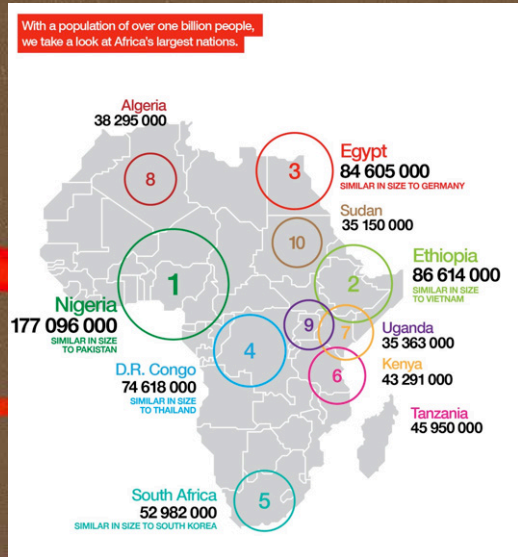 With a population of over one billion people,
we take a look at Africa's largest nations.
Algeria
38 295 000
8
3
Egypt
84 605 000
SIMILAR IN SIZE TO GERMANY
Sudan
35 150 000
10
1
Nigeria
177 096 000
SIMILAR IN SIZE
TO PAKISTAN
2
Ethiopia
86 614 000
SIMILAR IN SIZE
TO VIETNAM
9
Uganda
35 363 000
7
Kenya
43 291 000
4
D.R. Congo
74 618 000
SIMILAR IN SIZE
TO THAILAND
6
Tanzania
45 950 000
5
South Africa
52 982 000
SIMILAR IN SIZE TO SOUTH KOREA